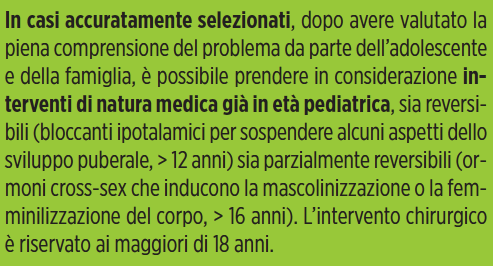 In casi accuratamente selezionati, dopo avere valutato la
piena comprensione del problema da parte dell'adolescente
e della famiglia, è possibile prendere in considerazione in-
terventi di natura medica già in età pediatrica, sia reversi-
bili (bloccanti ipotalamici per sospendere alcuni aspetti dello
sviluppo puberale, > 12 anni) sia parzialmente reversibili (or-
moni cross-sex che inducono la mascolinizzazione o la fem-
minilizzazione del corpo, > 16 anni). L'intervento chirurgico
è riservato ai maggiori di 18 anni.